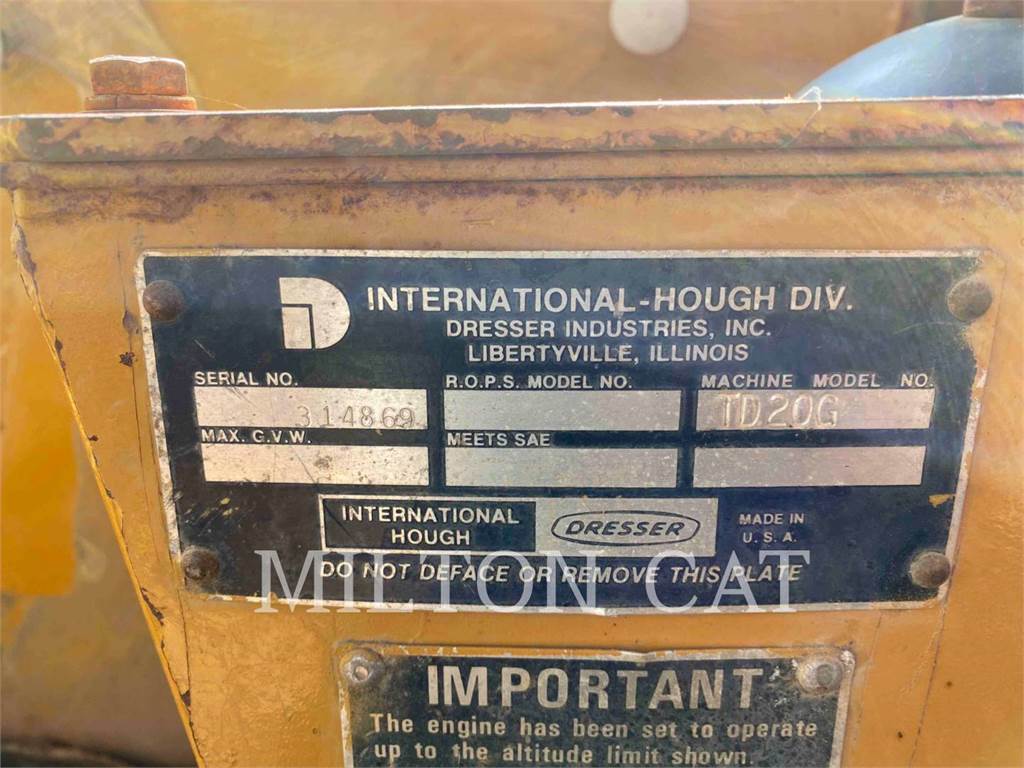 INTERNATIONAL-HOUGH DIV.
DRESSER INDUSTRIES, INC.
LIBERTYVILLE, ILLINOIS
SERIAL NO. R.O.P.S. MODEL NO. MACHINE MODEL NO.
314869 TD20G
MAX. G.V.W. MEETS SAE
INTERNATIONAL
HOUGH
DRESSER
MADE IN
U.S.A.
DO NOT DEFACE OR REMOVE THIS PLATE
MILTON CAT
IMPORTANT
The engine has been set to operate
up to the altitude limit shown.